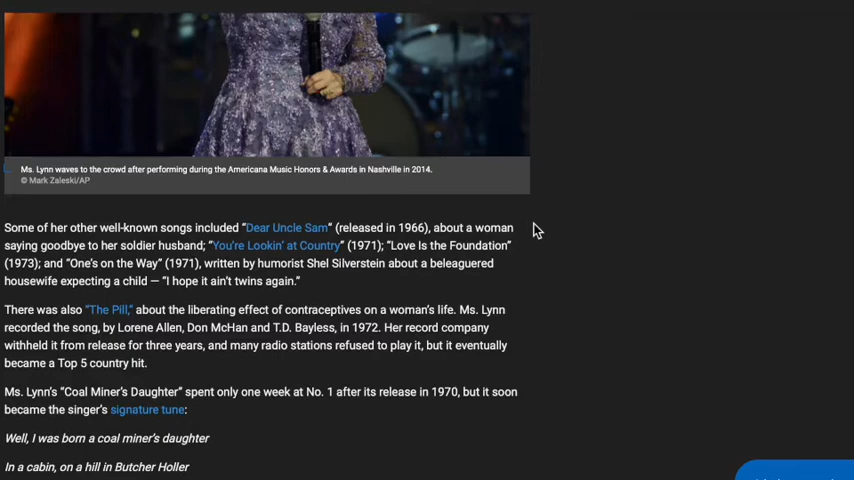 Ms. Lynn waves to the crowd after performing during the Americana Music Honors & Awards in Nashville in 2014.
© Mark Zaleski/AP
Some of her other well-known songs included “Dear Uncle Sam“ (released in 1966), about a woman
saying goodbye to her soldier husband; “You’re Lookin’ at Country” (1971); “Love Is the Foundation”
(1973); and “One’s on the Way” (1971), written by humorist Shel Silverstein about a beleaguered
housewife expecting a child — “I hope it ain’t twins again.”
There was also “The Pill,” about the liberating effect of contraceptives on a woman’s life. Ms. Lynn
recorded the song, by Lorene Allen, Don McHan and T.D. Bayless, in 1972. Her record company
withheld it from release for three years, and many radio stations refused to play it, but it eventually
became a Top 5 country hit.
Ms. Lynn’s “Coal Miner’s Daughter” spent only one week at No. 1 after its release in 1970, but it soon
became the singer’s signature tune:
Well, I was born a coal miner’s daughter
In a cabin, on a hill in Butcher Holler